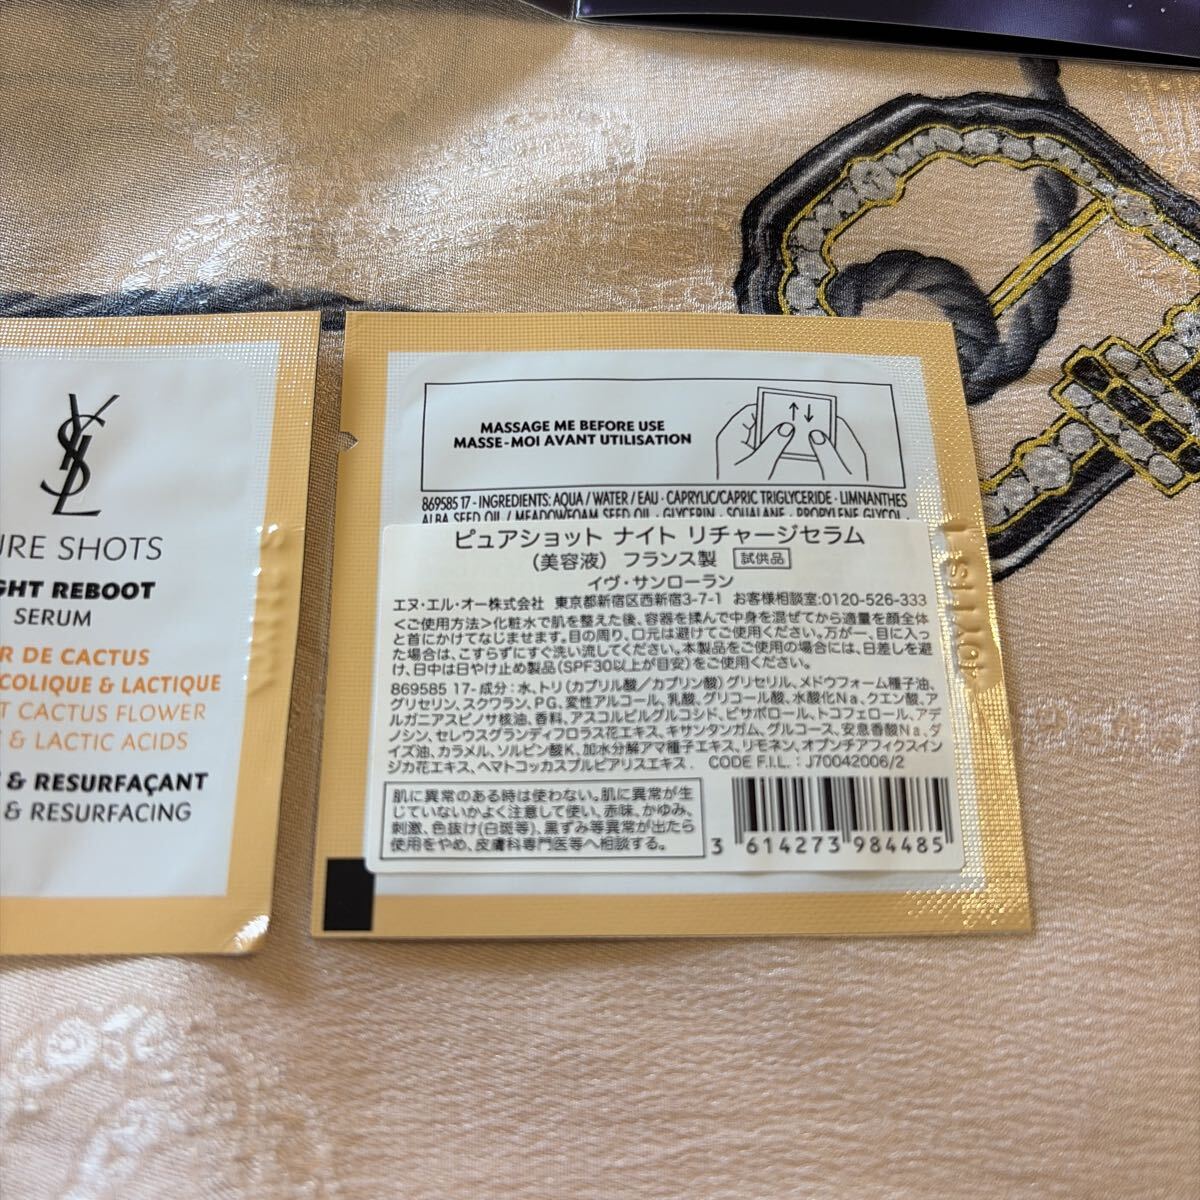 YSL
URE SHOTS
GHT REBOOT
SERUM
R DE CACTUS
COLIQUE & LACTIQUE
T CACTUS FLOWER
& LACTIC ACIDS
& RESURFAÇANT
& RESURFACING
MASSAGE ME BEFORE USE
MASSE-MOI AVANT UTILISATION
869585 17 - INGREDIENTS: AQUA / WATER / EAU · CAPRYLIC/CAPRIC TRIGLYCERIDE · LIMNANTHES
ALBA SEED OIL / MEADOWFOAM SEED OIL · GLYCERIN · SQUALANE · PROPYLENE GLYCOL ·
ピュアショット ナイト リチャージセラム
(美容液) フランス製 試供品
イヴ・サンローラン
エヌ・エル・オー株式会社 東京都新宿区西新宿3-7-1 お客様相談室:0120-526-333
<ご使用方法>化粧水で肌を整えた後、容器を揉んで中身を混ぜてから適量を顔全体
と首にかけてなじませます。目の周り、口元は避けてご使用ください。万が一、目に入っ
た場合は、こすらずにすぐ洗い流してください。本製品をご使用の場合には、日差しを避
け、日中は日やけ止め製品(SPF30以上が目安)をご使用ください。
869585 17-成分:水、トリ(カプリル酸/カプリン酸)グリセリル、メドウフォーム種子油、
グリセリン、スクワラン、PG、変性アルコール、乳酸、グリコール酸、水酸化Na、クエン酸、ア
ルガニアスピノサ核油、香料、アスコルビルグルコシド、ビサボロール、トコフェロール、アデ
ノシン、セレウスグランディフロラス花エキス、キサンタンガム、グルコース、安息香酸Na、ダ
イズ油、カラメル、ソルビン酸K、加水分解アマ種子エキス、リモネン、オプンチアフィクスイン
ジカ花エキス、ヘマトコッカスプルビアリスエキス. CODE F.I.L. : J70042006/2
肌に異常のある時は使わない。肌に異常が生
じていないかよく注意して使い、赤味、かゆみ、
刺激、色抜け(白斑等)、黒ずみ等異常が出たら
使用をやめ、皮膚科専門医等へ相談する。
3 614273 984485